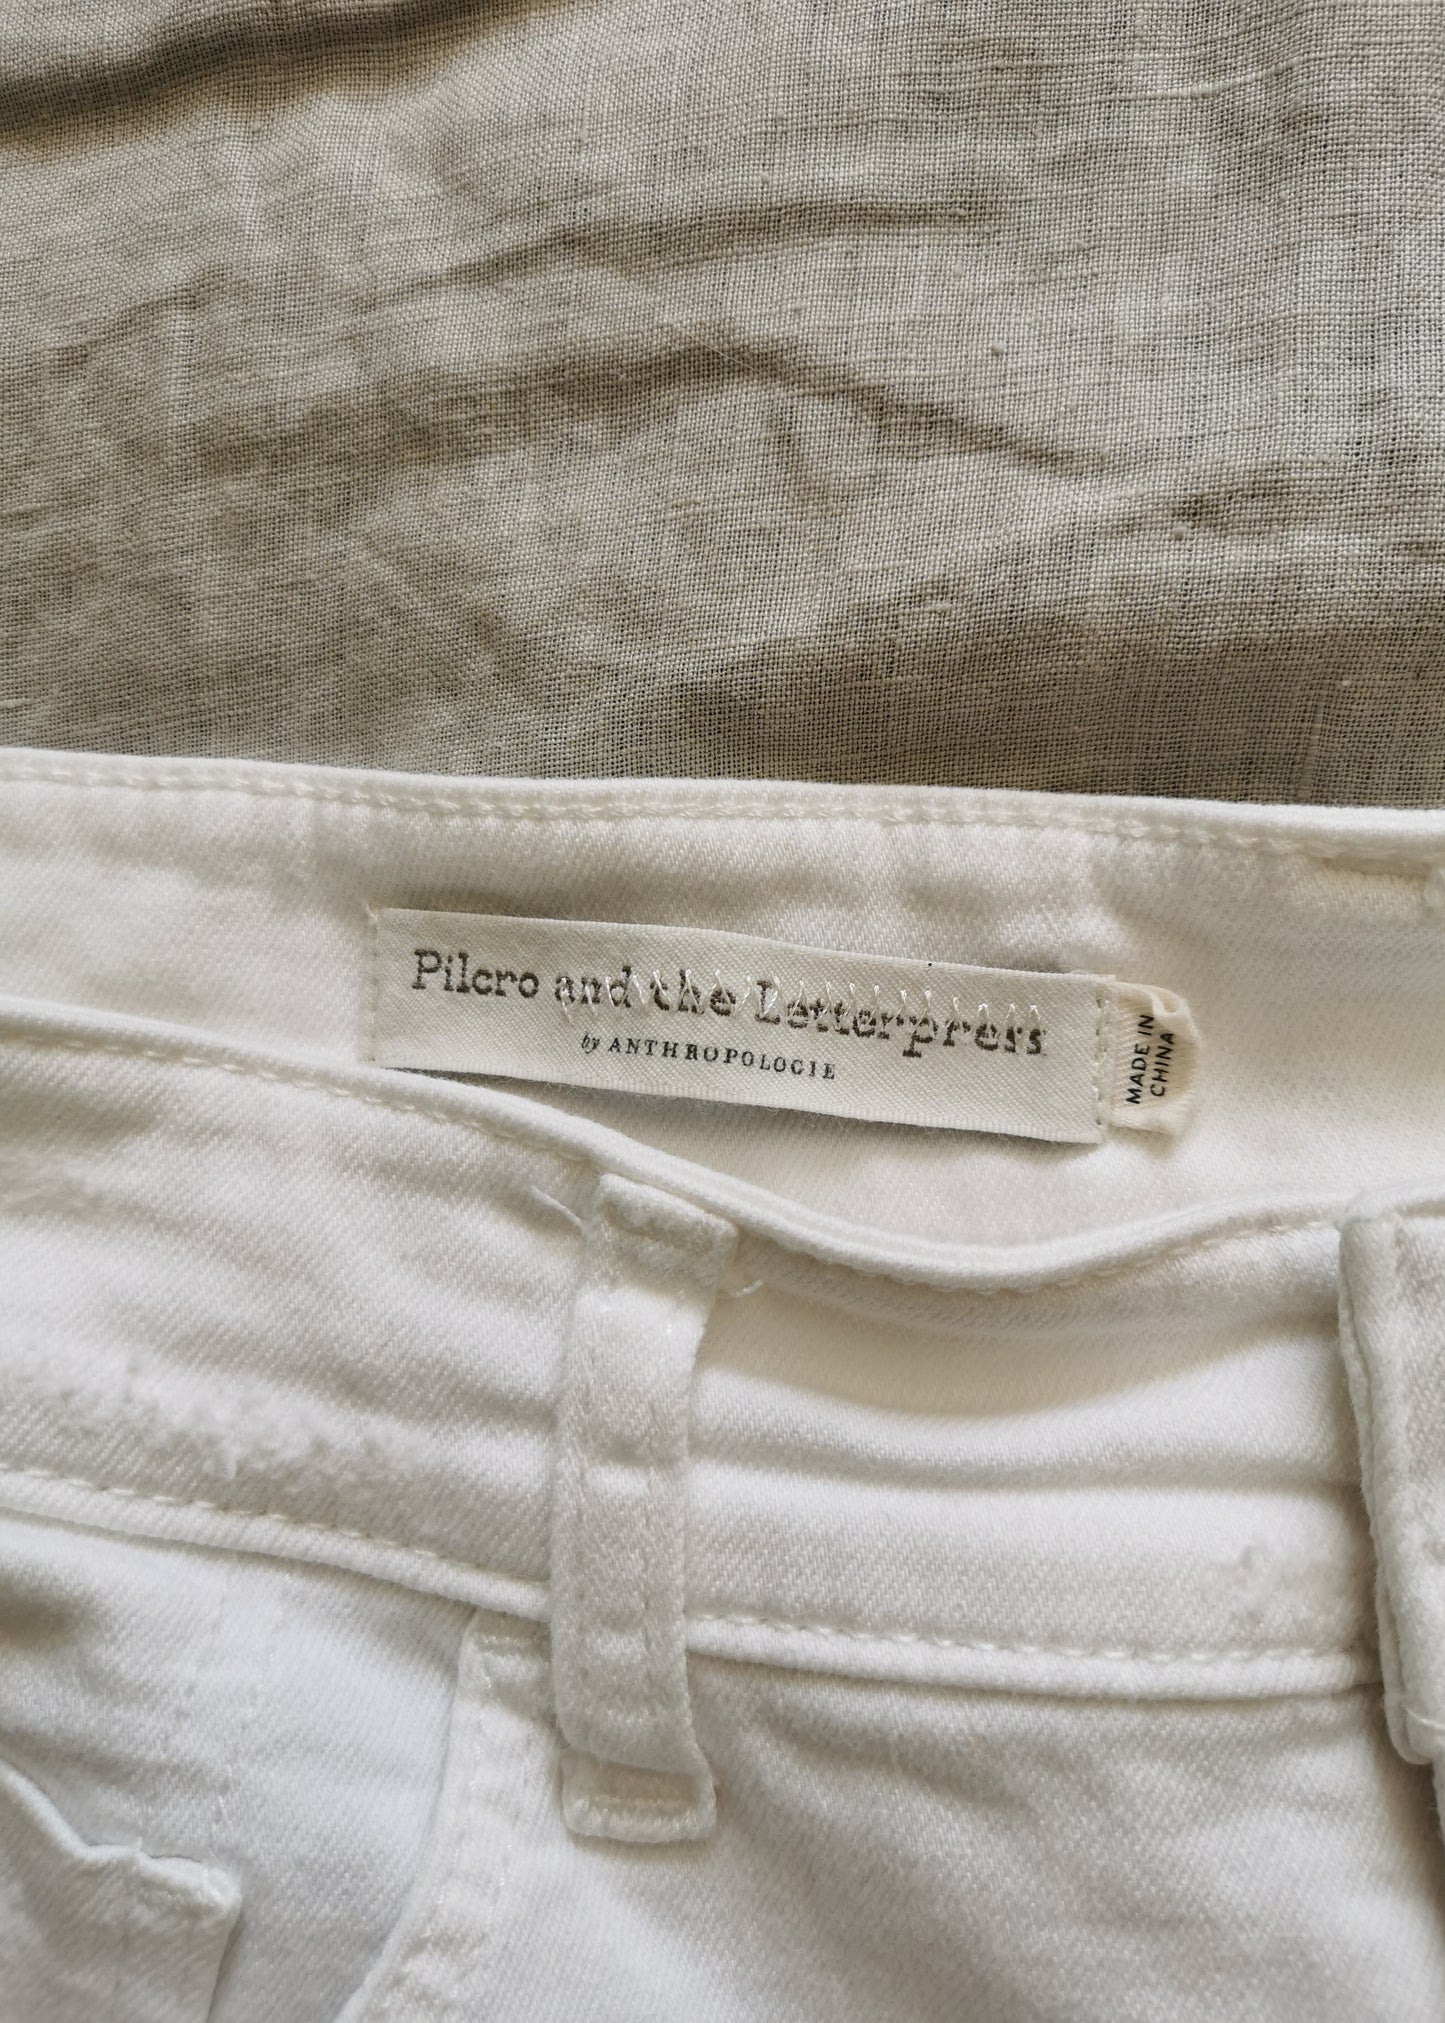 Pilcro and the Letterpress
by ANTHROPOLOGIE
MADE IN
CHINA